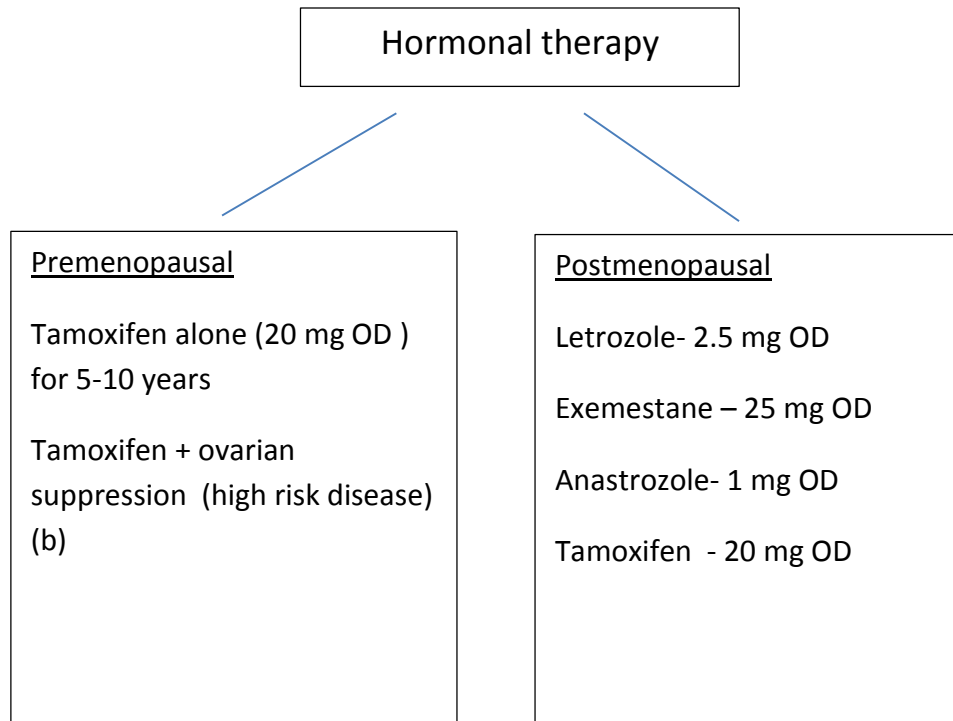 Hormonal therapy
Premenopausal
Tamoxifen alone (20 mg OD )
for 5-10 years
Tamoxifen + ovarian
suppression  (high risk disease)
(b)
Postmenopausal
Letrozole- 2.5 mg OD
Exemestane – 25 mg OD
Anastrozole- 1 mg OD
Tamoxifen  - 20 mg OD